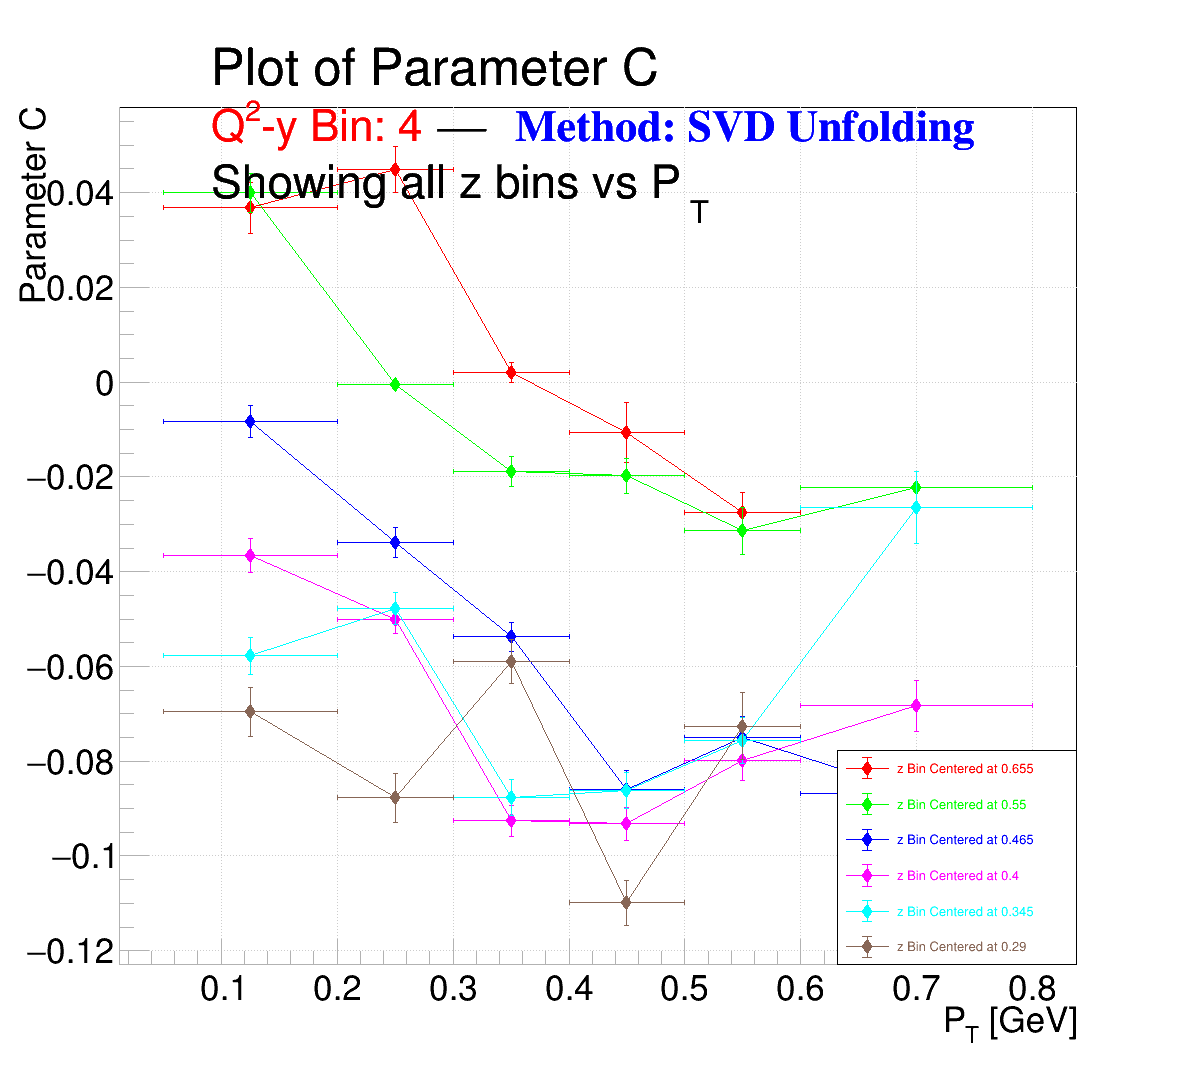 Plot of Parameter C
Q²-y Bin: 4 — Method: SVD Unfolding
Showing all z bins vs P_T
Parameter C
0.04
0.02
0
−0.02
−0.04
−0.06
−0.08
−0.1
−0.12
z Bin Centered at 0.655
z Bin Centered at 0.55
z Bin Centered at 0.465
z Bin Centered at 0.4
z Bin Centered at 0.345
z Bin Centered at 0.29
0.1 0.2 0.3 0.4 0.5 0.6 0.7 0.8
P_T [GeV]